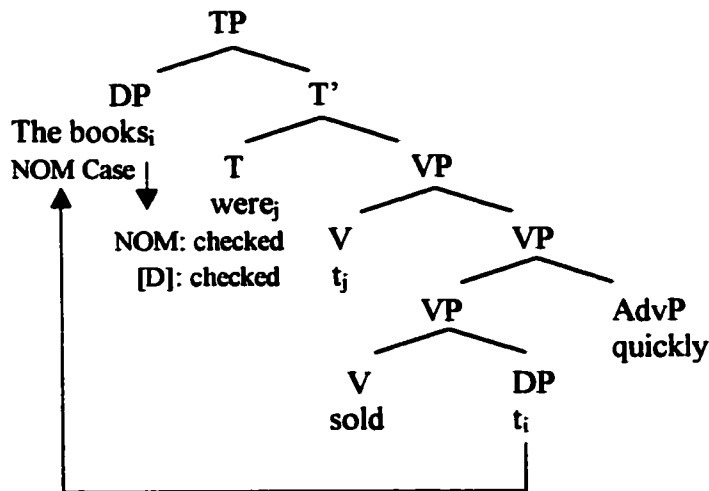 TP
DP T'
The booksᵢ
NOM Case T VP
wereⱼ
NOM: checked V VP
[D]: checked tⱼ
VP AdvP
quickly
V DP
sold tᵢ